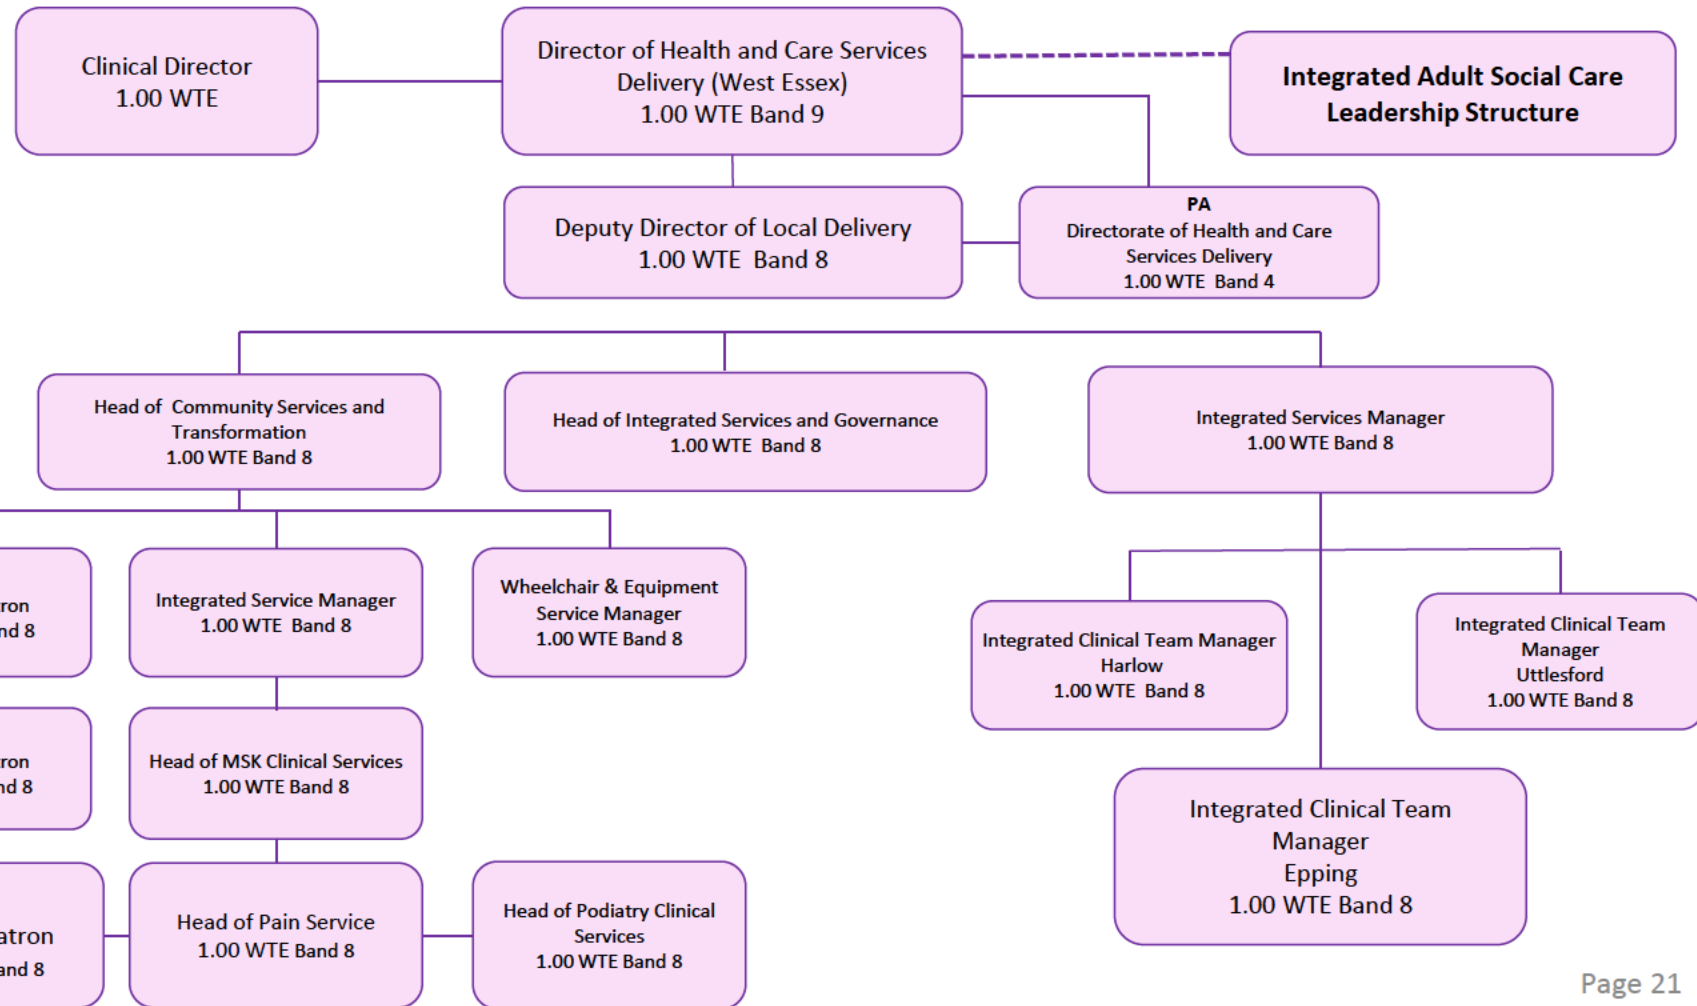 Clinical Director
1.00 WTE
Director of Health and Care Services
Delivery (West Essex)
1.00 WTE Band 9
Integrated Adult Social Care
Leadership Structure
Deputy Director of Local Delivery
1.00 WTE Band 8
PA
Directorate of Health and Care
Services Delivery
1.00 WTE Band 4
Head of Community Services and
Transformation
1.00 WTE Band 8
Head of Integrated Services and Governance
1.00 WTE Band 8
Integrated Services Manager
1.00 WTE Band 8
8
Integrated Service Manager
1.00 WTE Band 8
Wheelchair & Equipment
Service Manager
1.00 WTE Band 8
Integrated Clinical Team Manager
Harlow
1.00 WTE Band 8
Integrated Clinical Team
Manager
Uttlesford
1.00 WTE Band 8
8
Head of MSK Clinical Services
1.00 WTE Band 8
Integrated Clinical Team
Manager
Epping
1.00 WTE Band 8
8
Head of Pain Service
1.00 WTE Band 8
Head of Podiatry Clinical
Services
1.00 WTE Band 8
Page 21